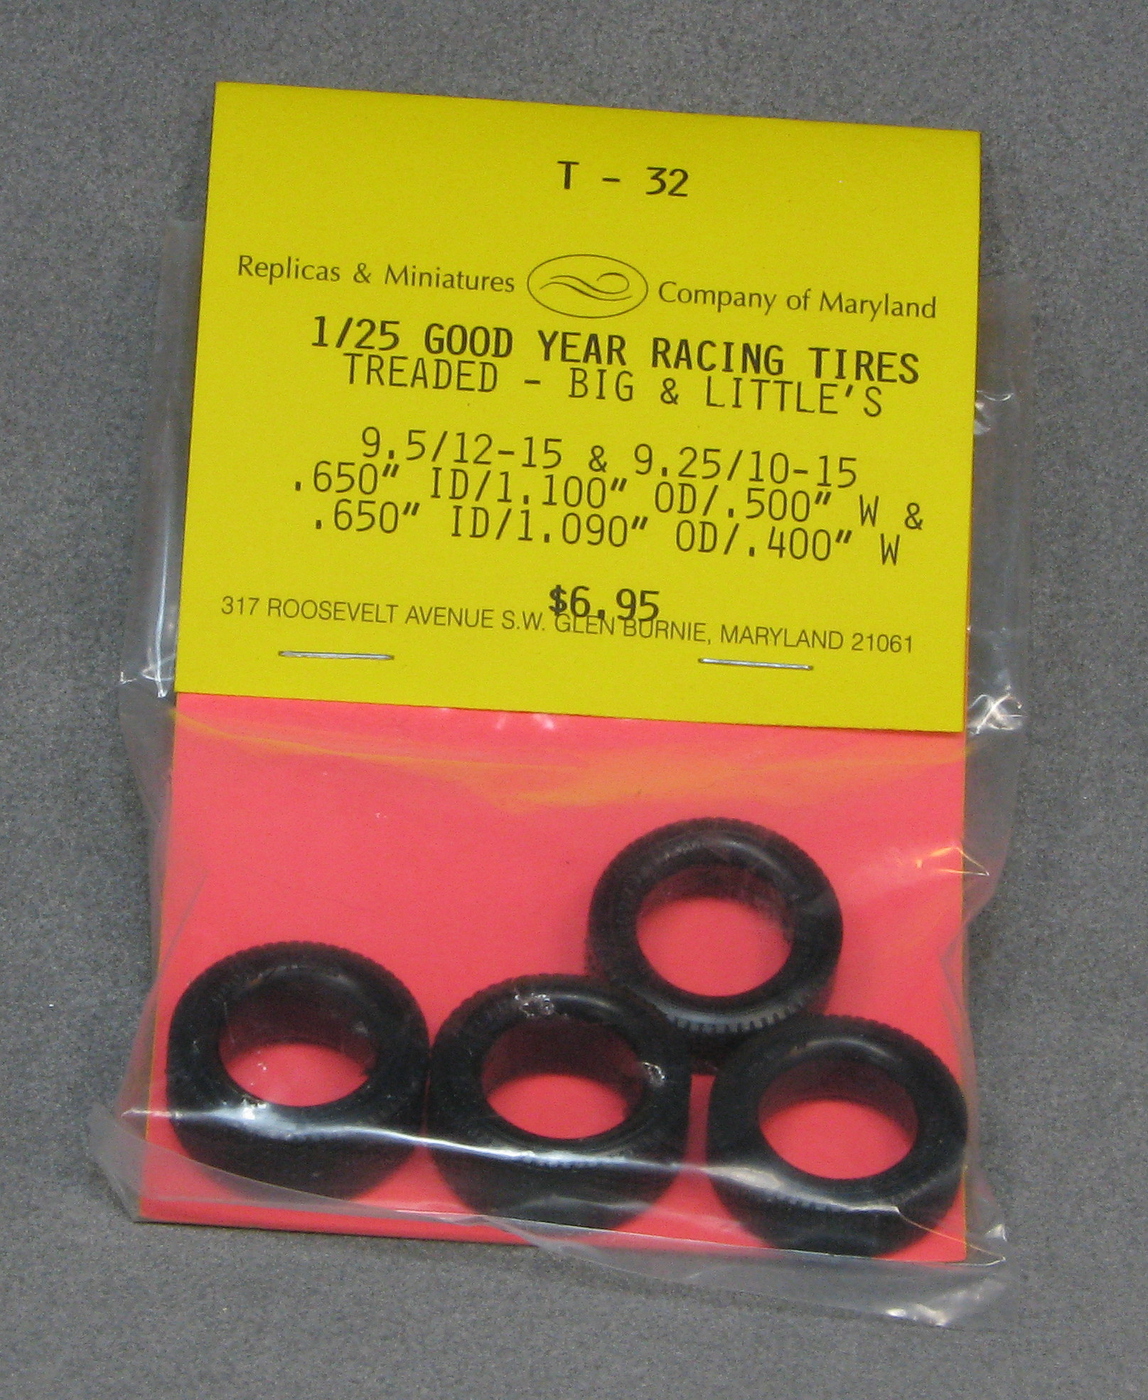 T - 32
Replicas & Miniatures Company of Maryland
1/25 GOOD YEAR RACING TIRES
TREADED - BIG & LITTLE'S
9.5/12-15 & 9.25/10-15
.650" ID/1.100" OD/.500" W &
.650" ID/1.090" OD/.400" W
$6.95
317 ROOSEVELT AVENUE S.W. GLEN BURNIE, MARYLAND 21061